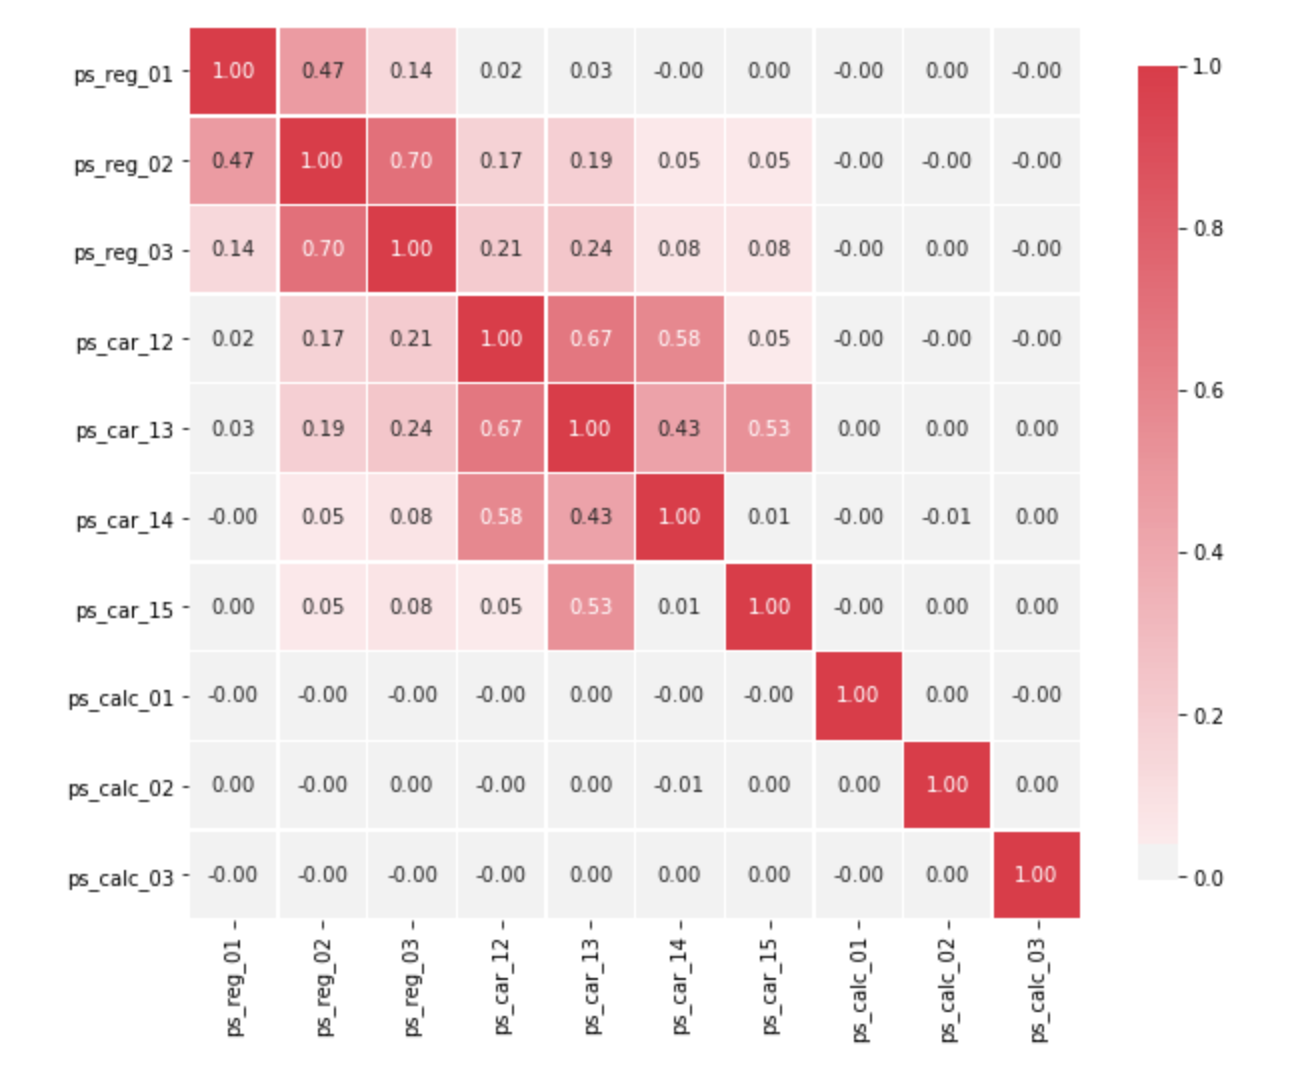 ps_reg_01 1.00 0.47 0.14 0.02 0.03 -0.00 0.00 -0.00 0.00 -0.00
ps_reg_02 0.47 1.00 0.70 0.17 0.19 0.05 0.05 -0.00 -0.00 -0.00
ps_reg_03 0.14 0.70 1.00 0.21 0.24 0.08 0.08 -0.00 0.00 -0.00
ps_car_12 0.02 0.17 0.21 1.00 0.67 0.58 0.05 -0.00 -0.00 -0.00
ps_car_13 0.03 0.19 0.24 0.67 1.00 0.43 0.53 0.00 0.00 0.00
ps_car_14 -0.00 0.05 0.08 0.58 0.43 1.00 0.01 -0.00 -0.01 0.00
ps_car_15 0.00 0.05 0.08 0.05 0.53 0.01 1.00 -0.00 0.00 0.00
ps_calc_01 -0.00 -0.00 -0.00 -0.00 0.00 -0.00 -0.00 1.00 0.00 -0.00
ps_calc_02 0.00 -0.00 0.00 -0.00 0.00 -0.01 0.00 0.00 1.00 0.00
ps_calc_03 -0.00 -0.00 -0.00 -0.00 0.00 0.00 0.00 -0.00 0.00 1.00
ps_reg_01
ps_reg_02
ps_reg_03
ps_car_12
ps_car_13
ps_car_14
ps_car_15
ps_calc_01
ps_calc_02
ps_calc_03
1.0
0.8
0.6
0.4
0.2
0.0